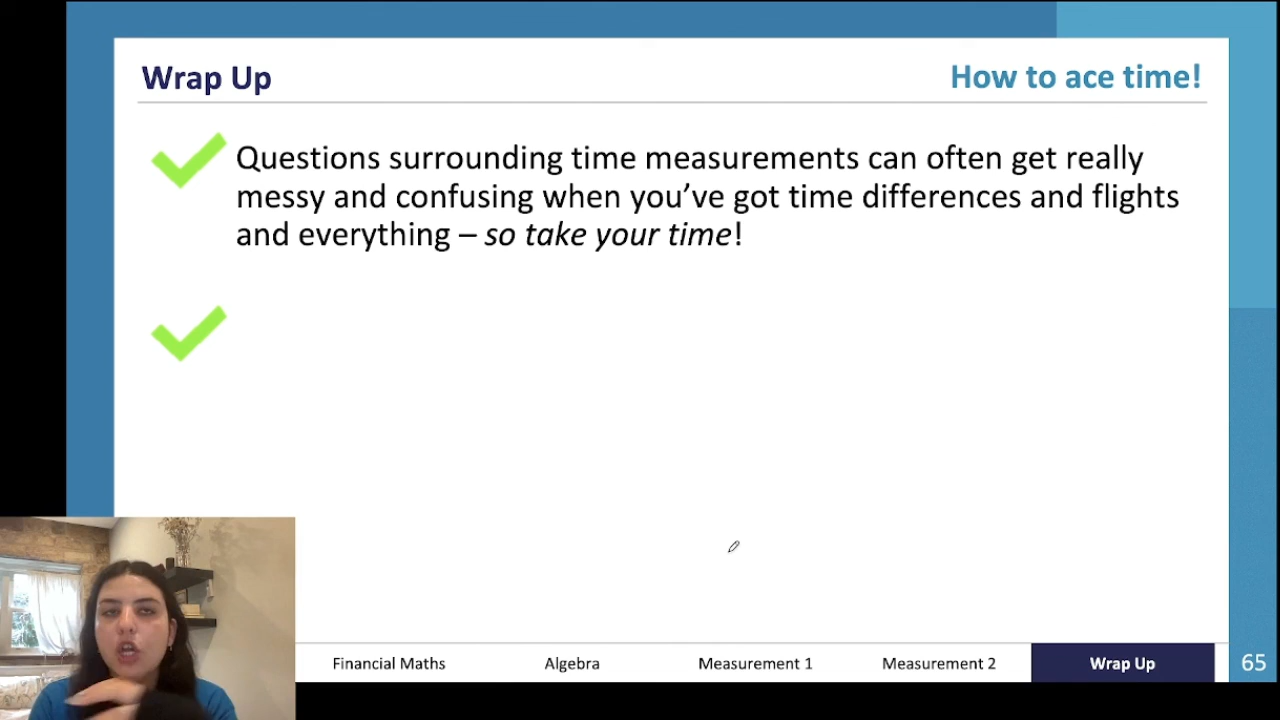 Wrap Up
How to ace time!
Questions surrounding time measurements can often get really
messy and confusing when you’ve got time differences and flights
and everything – so take your time!
Financial Maths
Algebra
Measurement 1
Measurement 2
Wrap Up
65